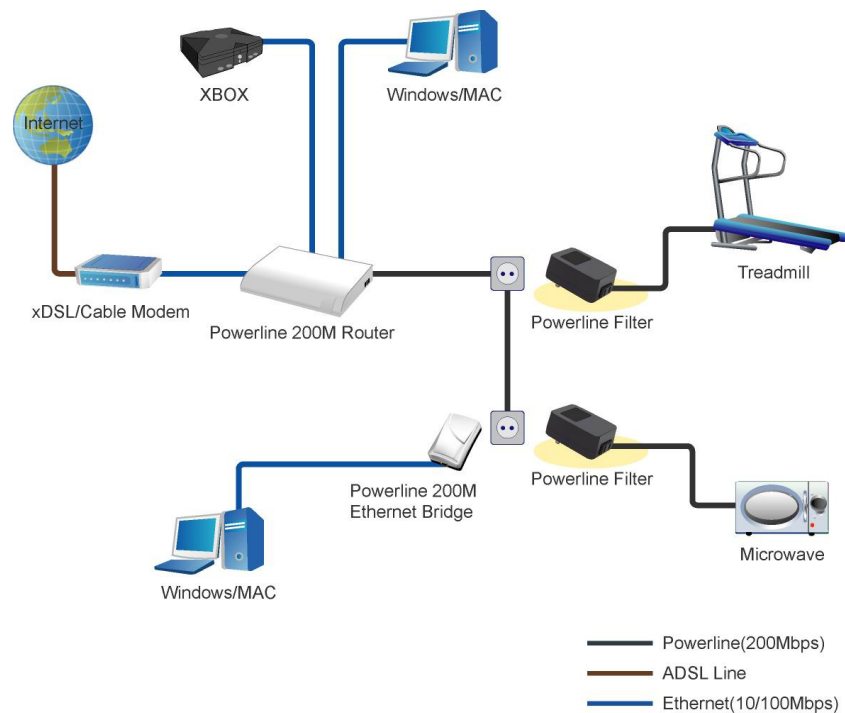 XBOX
Windows/MAC
Internet
Treadmill
xDSL/Cable Modem
Powerline 200M Router
Powerline Filter
Powerline 200M
Ethernet Bridge
Powerline Filter
Microwave
Windows/MAC
Powerline(200Mbps)
ADSL Line
Ethernet(10/100Mbps)